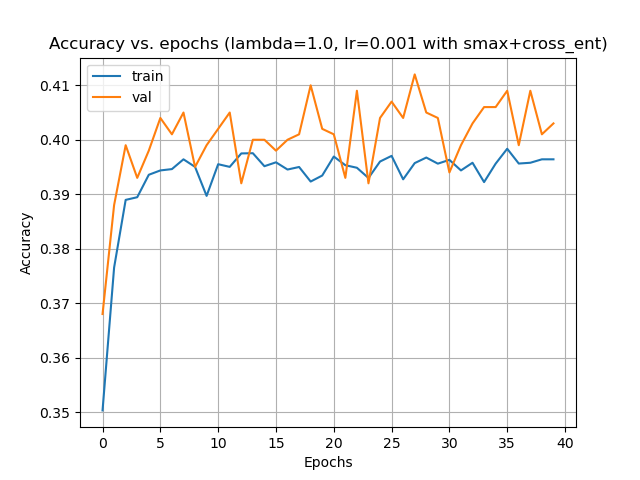 Accuracy vs. epochs (lambda=1.0, lr=0.001 with smax+cross_ent)
train
val
0.41
0.40
0.39
0.38
0.37
0.36
0.35
Accuracy
0 5 10 15 20 25 30 35 40
Epochs